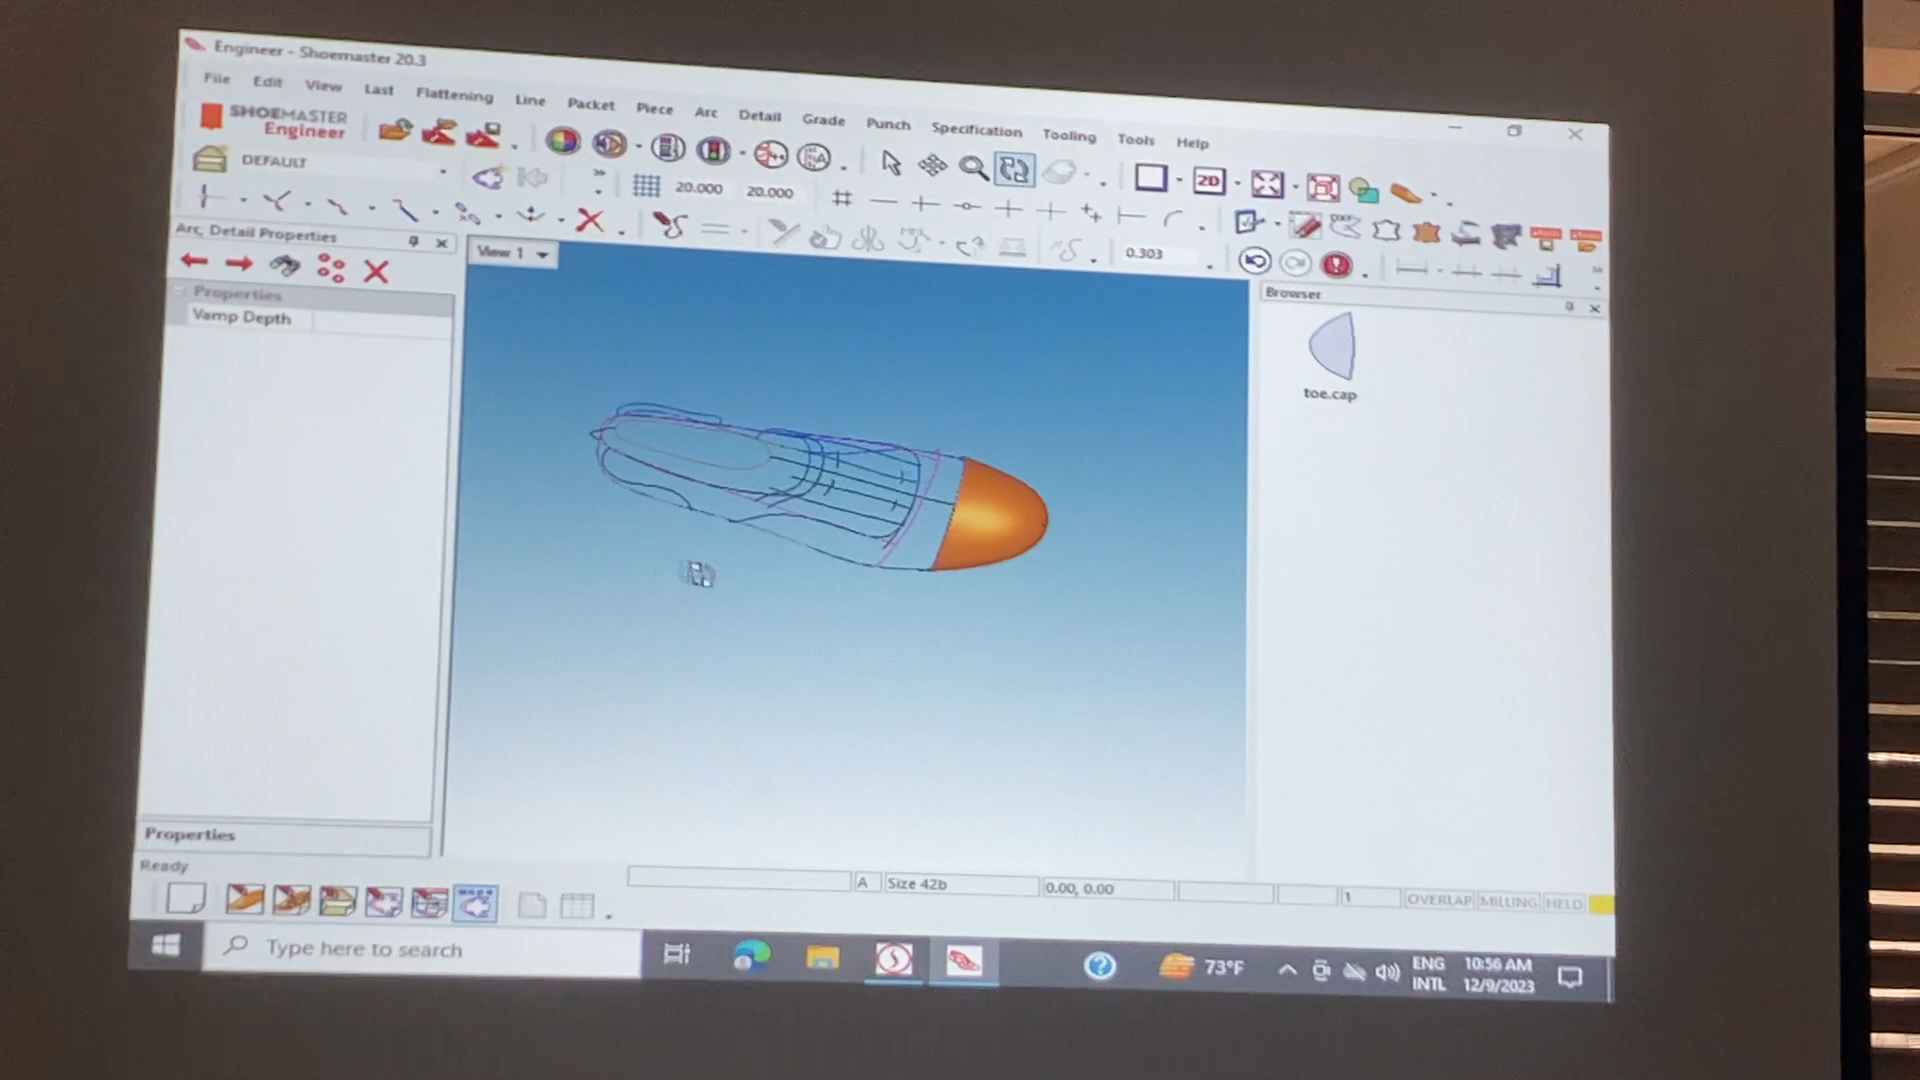 Engineer - Shoemaster 20.3
File Edit View Last Flattening Line Packet Piece Arc Detail Grade Punch Specification Tooling Tools Help
SHOEMASTER
Engineer
DEFAULT
20.000 20.000
2D
DXF
0.303
Arc, Detail Properties
View 1
Browser
Properties
Vamp Depth
toe.cap
Properties
Ready
A Size 42b 0.00, 0.00 1 OVERLAP MILLING HELD
Type here to search
73°F
ENG
INTL
10:56 AM
12/9/2023